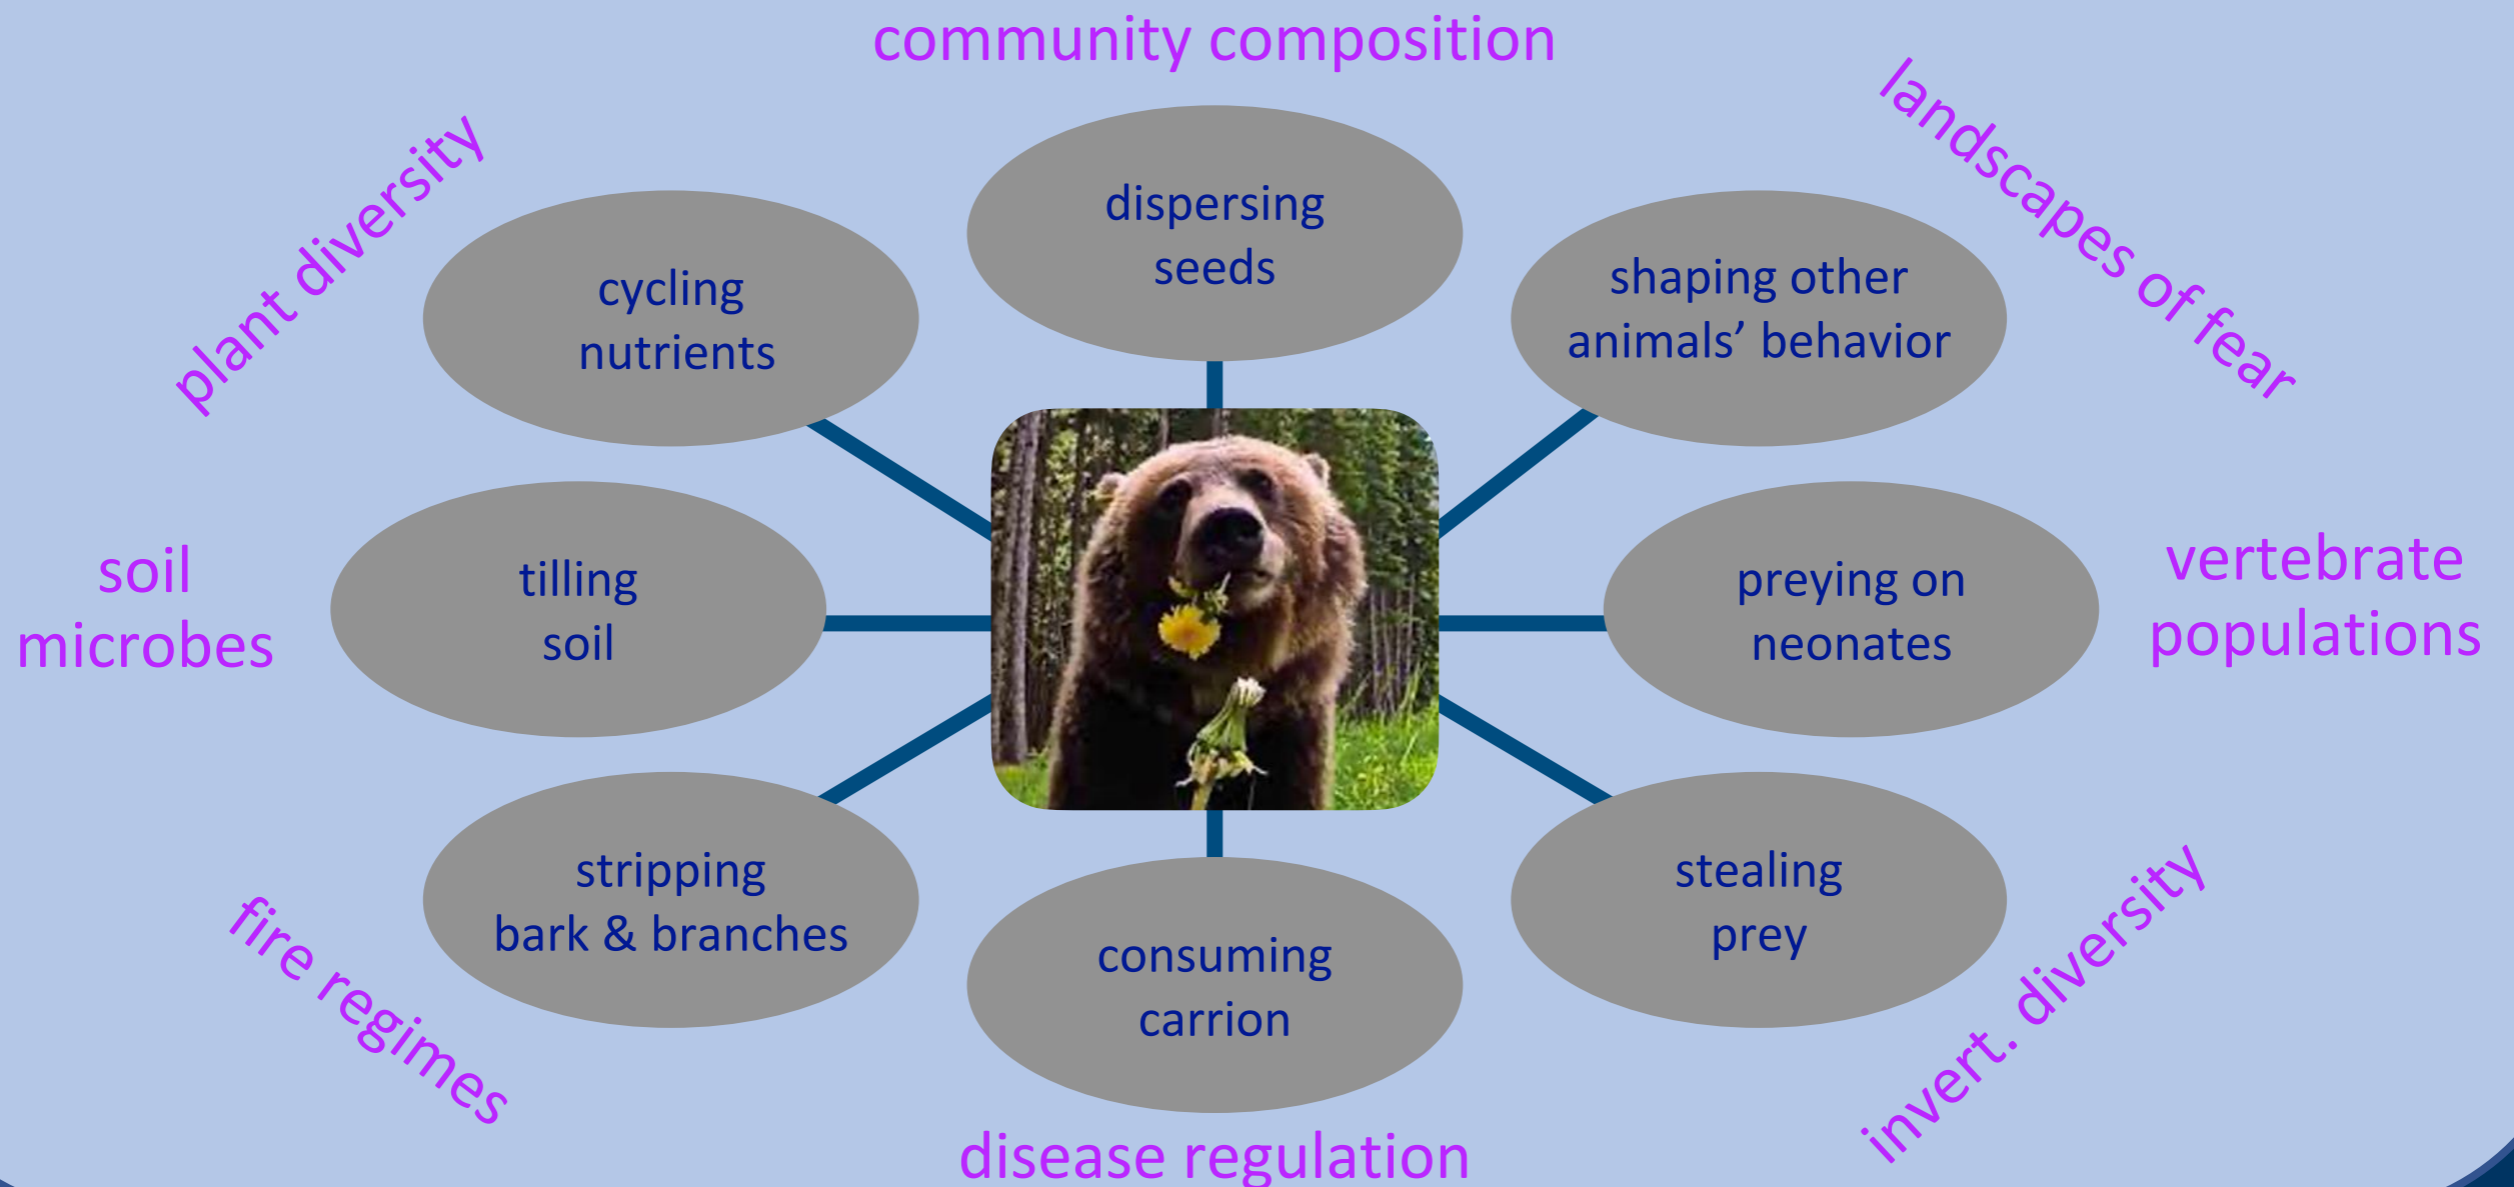 community composition
landscapes of fear
plant diversity
dispersing
seeds
cycling
nutrients
shaping other
animals’ behavior
soil
microbes
tilling
soil
preying on
neonates
vertebrate
populations
stripping
bark & branches
consuming
carrion
stealing
prey
fire regimes
invert. diversity
disease regulation